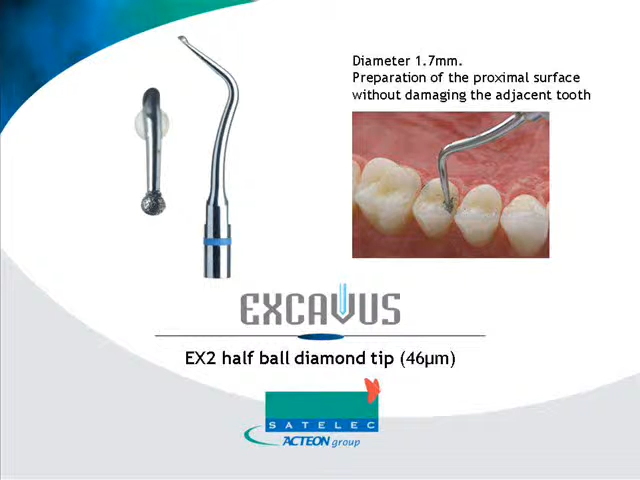 Diameter 1.7mm.
Preparation of the proximal surface
without damaging the adjacent tooth
EXCAVUS
EX2 half ball diamond tip (46µm)
SATELEC
ACTEON group